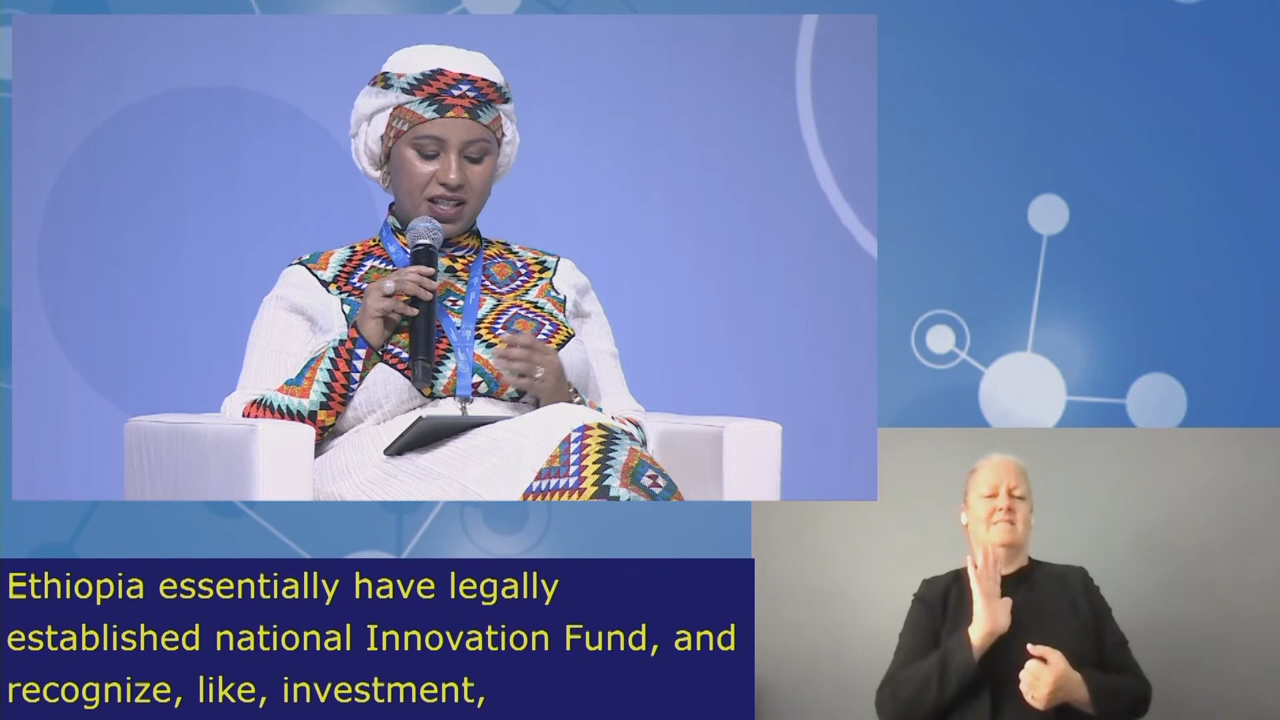 Ethiopia essentially have legally
established national Innovation Fund, and
recognize, like, investment,